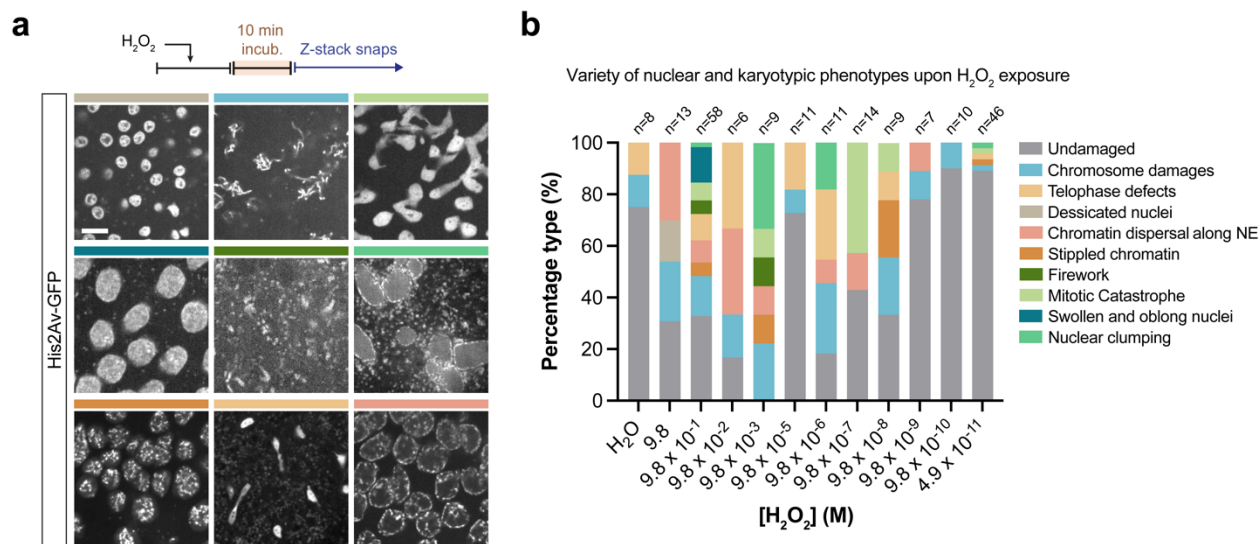 a
H₂O₂
10 min
incub.
Z-stack snaps
His2Av-GFP
b
Variety of nuclear and karyotypic phenotypes upon H₂O₂ exposure
n=8
n=13
n=58
n=6
n=9
n=11
n=11
n=14
n=9
n=7
n=10
n=46
Percentage type (%)
100
80
60
40
20
0
H₂O
9.8
9.8 x 10⁻¹
9.8 x 10⁻²
9.8 x 10⁻³
9.8 x 10⁻⁵
9.8 x 10⁻⁶
9.8 x 10⁻⁷
9.8 x 10⁻⁸
9.8 x 10⁻⁹
9.8 x 10⁻¹⁰
4.9 x 10⁻¹¹
[H₂O₂] (M)
Undamaged
Chromosome damages
Telophase defects
Dessicated nuclei
Chromatin dispersal along NE
Stippled chromatin
Firework
Mitotic Catastrophe
Swollen and oblong nuclei
Nuclear clumping